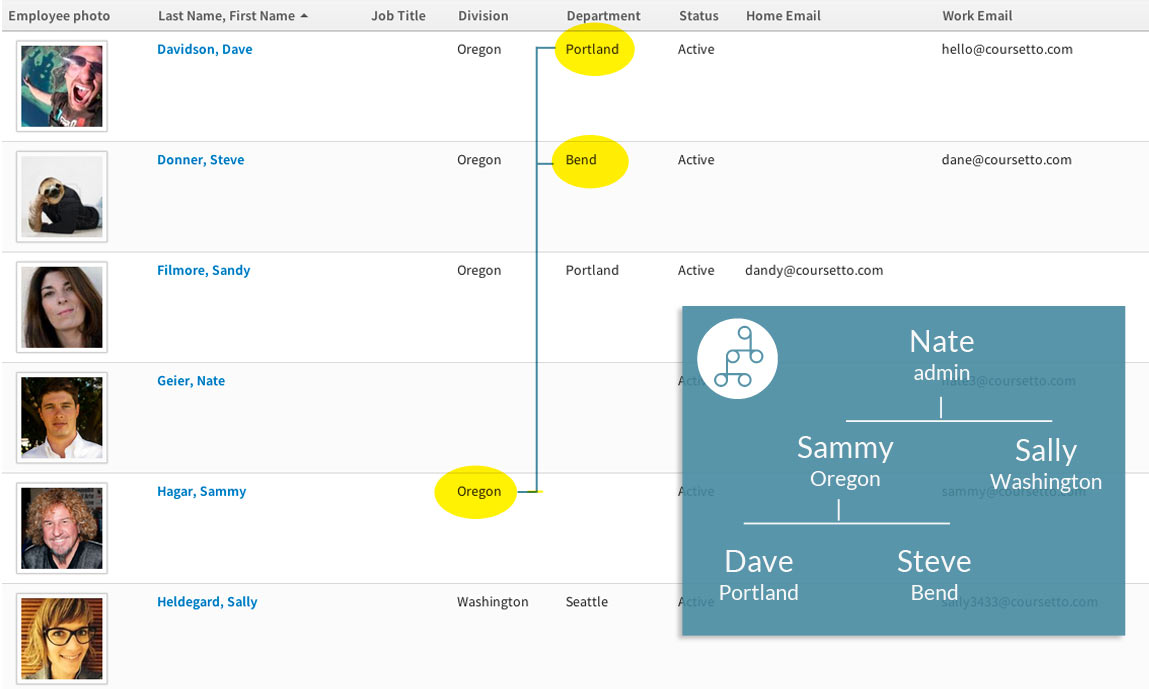 Employee photo Last Name, First Name Job Title Division Department Status Home Email Work Email
Davidson, Dave Oregon Portland Active hello@coursetto.com
Donner, Steve Oregon Bend Active dane@coursetto.com
Filmore, Sandy Oregon Portland Active dandy@coursetto.com
Geier, Nate Active nate3@coursetto.com
Hagar, Sammy Oregon Active sammy@coursetto.com
Heldegard, Sally Washington Seattle Active sally3433@coursetto.com
Nate
admin
Sammy Sally
Oregon Washington
Dave Steve
Portland Bend